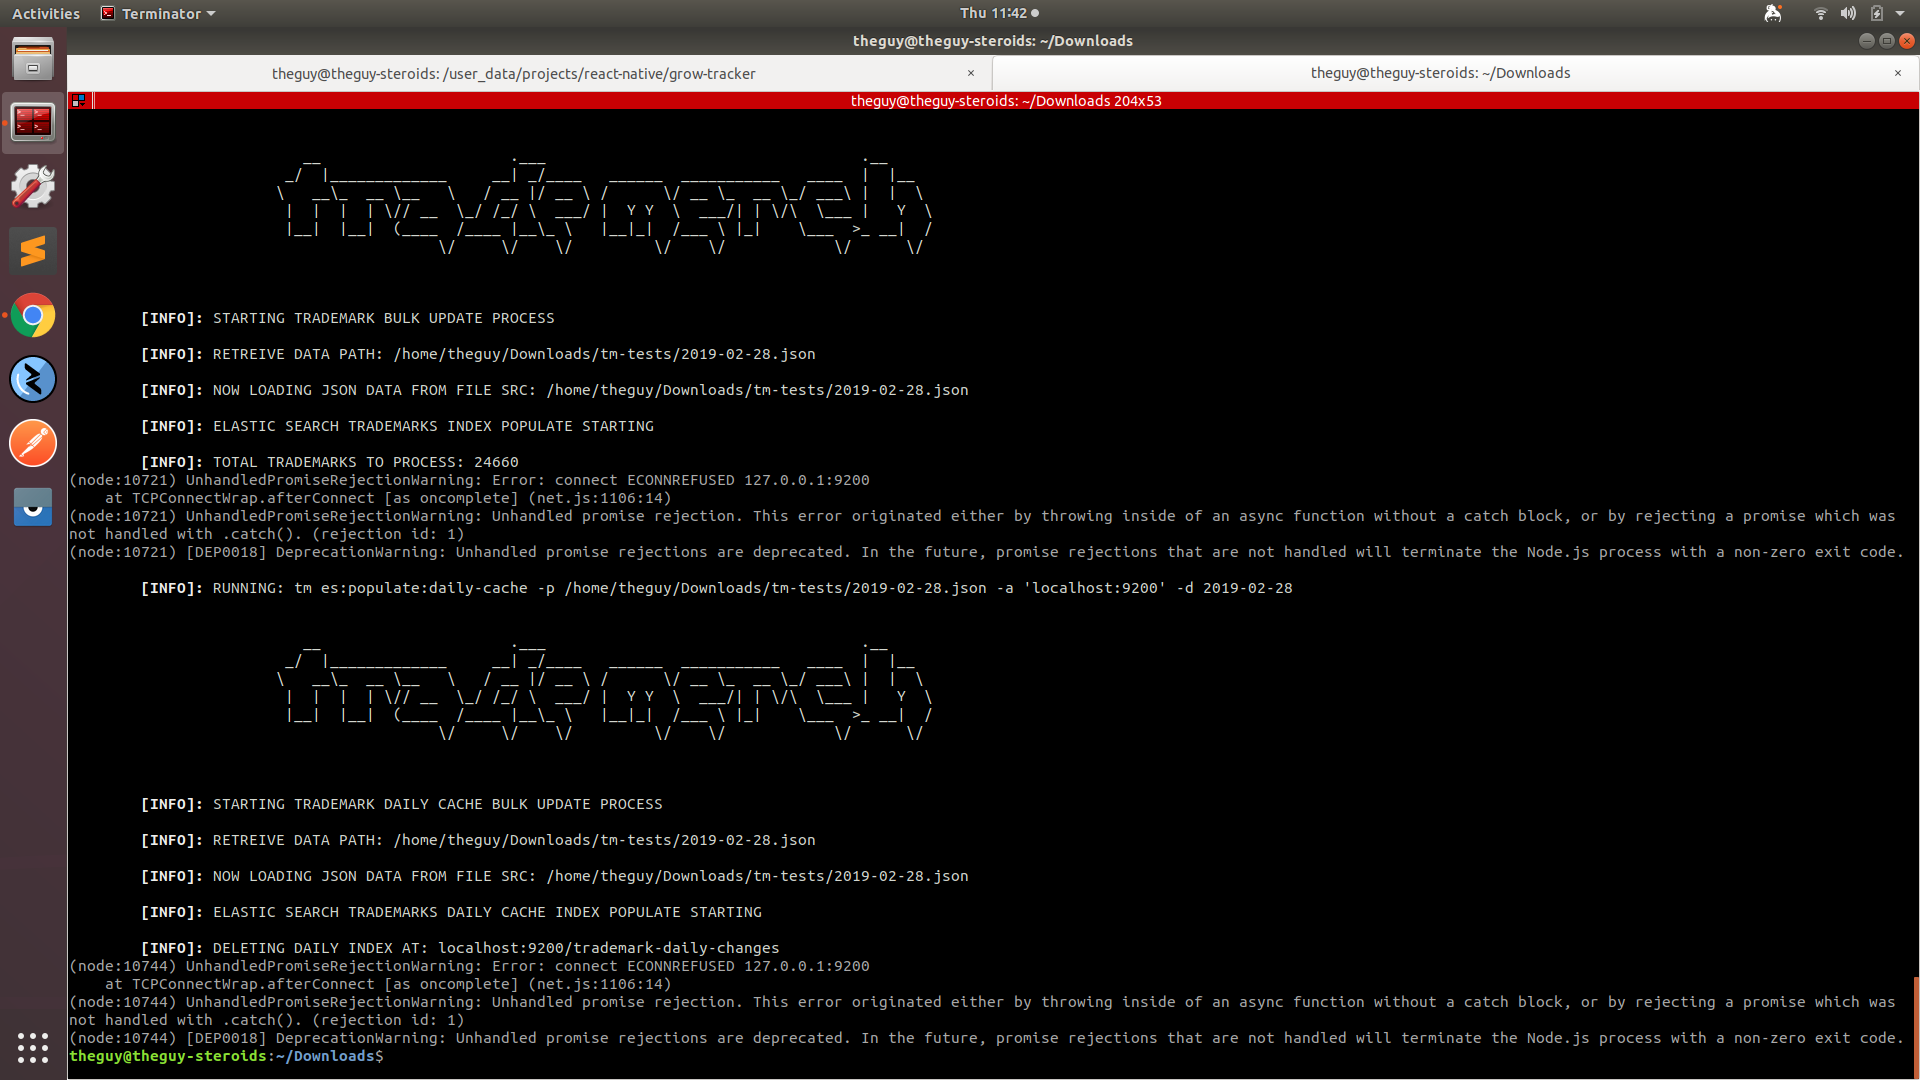 Activities Terminator Thu 11:42
theguy@theguy-steroids: ~/Downloads
theguy@theguy-steroids: /user_data/projects/react-native/grow-tracker × theguy@theguy-steroids: ~/Downloads ×
theguy@theguy-steroids: ~/Downloads 204x53
trademerch
[INFO]: STARTING TRADEMARK BULK UPDATE PROCESS
[INFO]: RETREIVE DATA PATH: /home/theguy/Downloads/tm-tests/2019-02-28.json
[INFO]: NOW LOADING JSON DATA FROM FILE SRC: /home/theguy/Downloads/tm-tests/2019-02-28.json
[INFO]: ELASTIC SEARCH TRADEMARKS INDEX POPULATE STARTING
[INFO]: TOTAL TRADEMARKS TO PROCESS: 24660
(node:10721) UnhandledPromiseRejectionWarning: Error: connect ECONNREFUSED 127.0.0.1:9200
at TCPConnectWrap.afterConnect [as oncomplete] (net.js:1106:14)
(node:10721) UnhandledPromiseRejectionWarning: Unhandled promise rejection. This error originated either by throwing inside of an async function without a catch block, or by rejecting a promise which was
not handled with .catch(). (rejection id: 1)
(node:10721) [DEP0018] DeprecationWarning: Unhandled promise rejections are deprecated. In the future, promise rejections that are not handled will terminate the Node.js process with a non-zero exit code.
[INFO]: RUNNING: tm es:populate:daily-cache -p /home/theguy/Downloads/tm-tests/2019-02-28.json -a 'localhost:9200' -d 2019-02-28
trademerch
[INFO]: STARTING TRADEMARK DAILY CACHE BULK UPDATE PROCESS
[INFO]: RETREIVE DATA PATH: /home/theguy/Downloads/tm-tests/2019-02-28.json
[INFO]: NOW LOADING JSON DATA FROM FILE SRC: /home/theguy/Downloads/tm-tests/2019-02-28.json
[INFO]: ELASTIC SEARCH TRADEMARKS DAILY CACHE INDEX POPULATE STARTING
[INFO]: DELETING DAILY INDEX AT: localhost:9200/trademark-daily-changes
(node:10744) UnhandledPromiseRejectionWarning: Error: connect ECONNREFUSED 127.0.0.1:9200
at TCPConnectWrap.afterConnect [as oncomplete] (net.js:1106:14)
(node:10744) UnhandledPromiseRejectionWarning: Unhandled promise rejection. This error originated either by throwing inside of an async function without a catch block, or by rejecting a promise which was
not handled with .catch(). (rejection id: 1)
(node:10744) [DEP0018] DeprecationWarning: Unhandled promise rejections are deprecated. In the future, promise rejections that are not handled will terminate the Node.js process with a non-zero exit code.
theguy@theguy-steroids:~/Downloads$